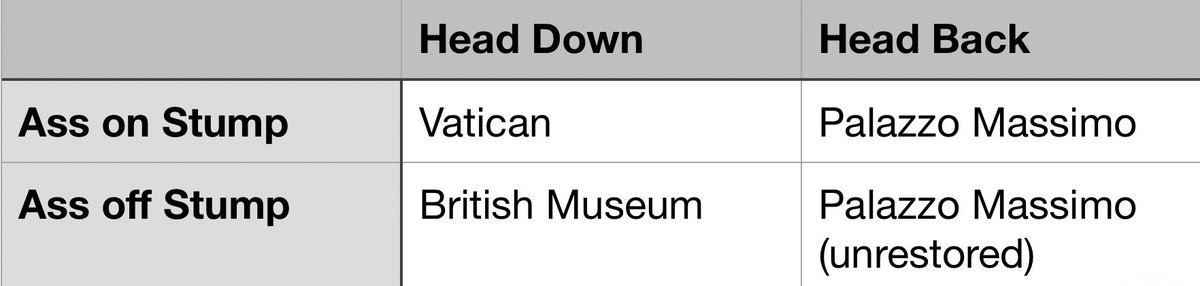 Head Down Head Back
Ass on Stump Vatican Palazzo Massimo
Ass off Stump British Museum Palazzo Massimo
(unrestored)